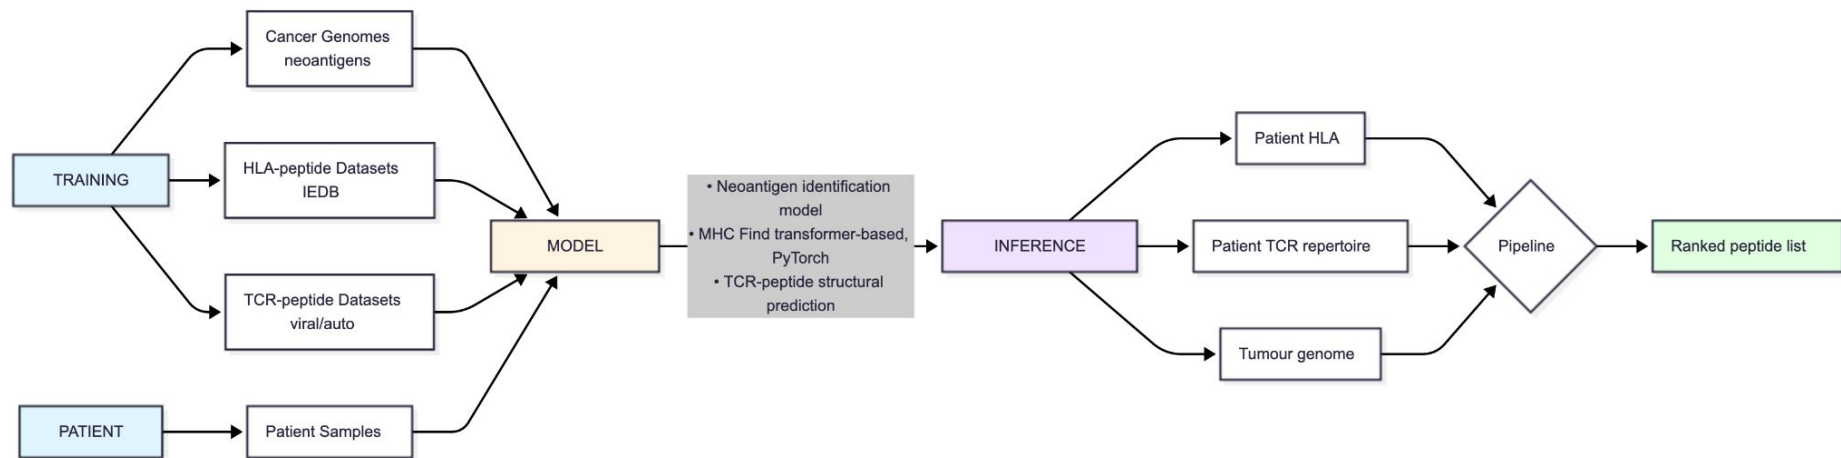 Cancer Genomes
neoantigens
TRAINING
HLA-peptide Datasets
IEDB
TCR-peptide Datasets
viral/auto
PATIENT
Patient Samples
MODEL
• Neoantigen identification
model
• MHC Find transformer-based,
PyTorch
• TCR-peptide structural
prediction
INFERENCE
Patient HLA
Patient TCR repertoire
Tumour genome
Pipeline
Ranked peptide list